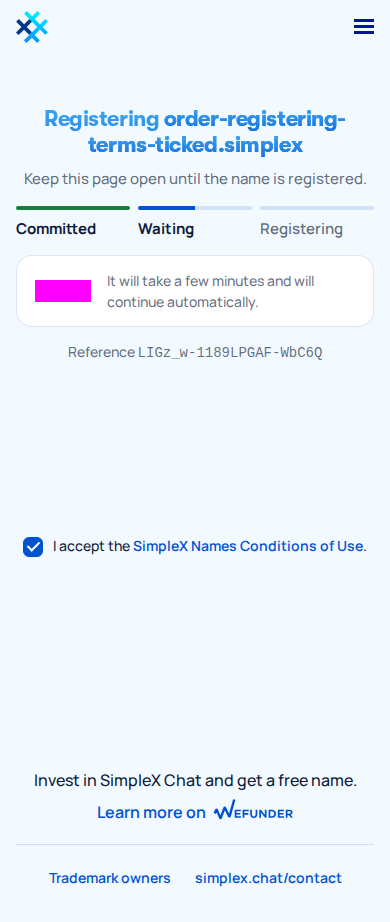 Registering order-registering-
terms-ticked.simplex
Keep this page open until the name is registered.
Committed
Waiting
Registering
It will take a few minutes and will
continue automatically.
Reference LIGz_w-1189LPGAF-WbC6Q
I accept the SimpleX Names Conditions of Use.
Invest in SimpleX Chat and get a free name.
Learn more on WEFUNDER
Trademark owners
simplex.chat/contact